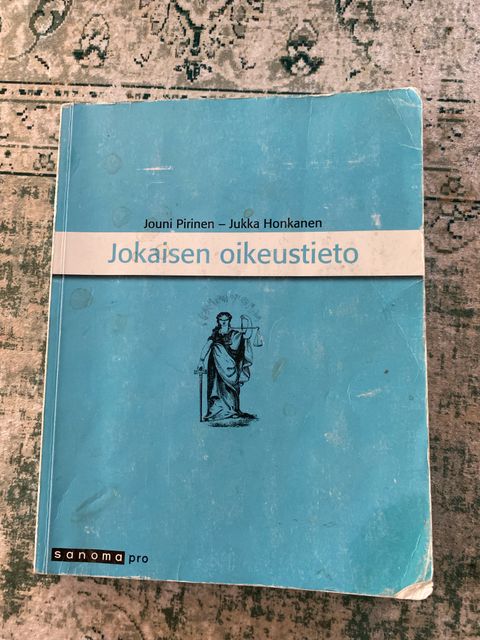 Jouni Pirinen – Jukka Honkanen
Jokaisen oikeustieto
sanoma pro